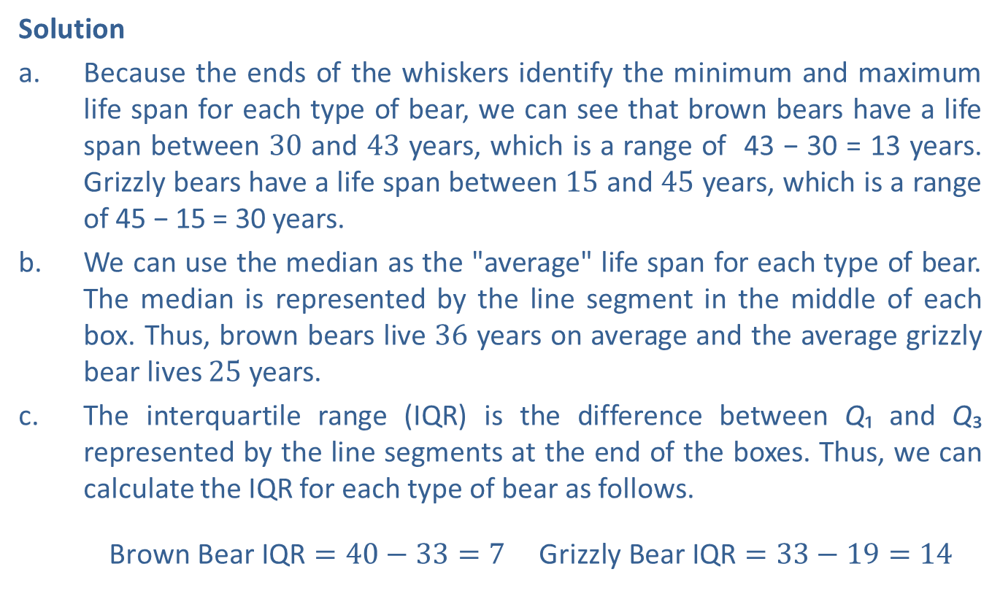 Solution
a. Because the ends of the whiskers identify the minimum and maximum
life span for each type of bear, we can see that brown bears have a life
span between 30 and 43 years, which is a range of 43 − 30 = 13 years.
Grizzly bears have a life span between 15 and 45 years, which is a range
of 45 − 15 = 30 years.
b. We can use the median as the "average" life span for each type of bear.
The median is represented by the line segment in the middle of each
box. Thus, brown bears live 36 years on average and the average grizzly
bear lives 25 years.
c. The interquartile range (IQR) is the difference between Q₁ and Q₃
represented by the line segments at the end of the boxes. Thus, we can
calculate the IQR for each type of bear as follows.
Brown Bear IQR = 40 − 33 = 7 Grizzly Bear IQR = 33 − 19 = 14